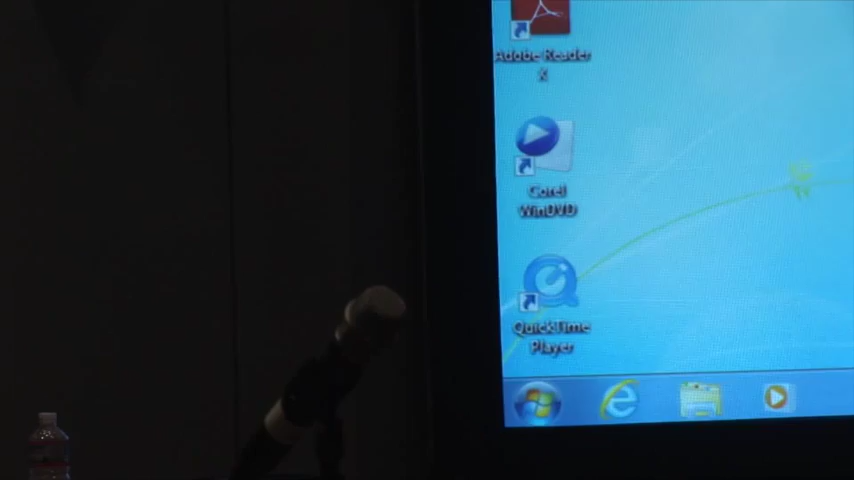 Adobe Reader
X
Corel
WinDVD
QuickTime
Player